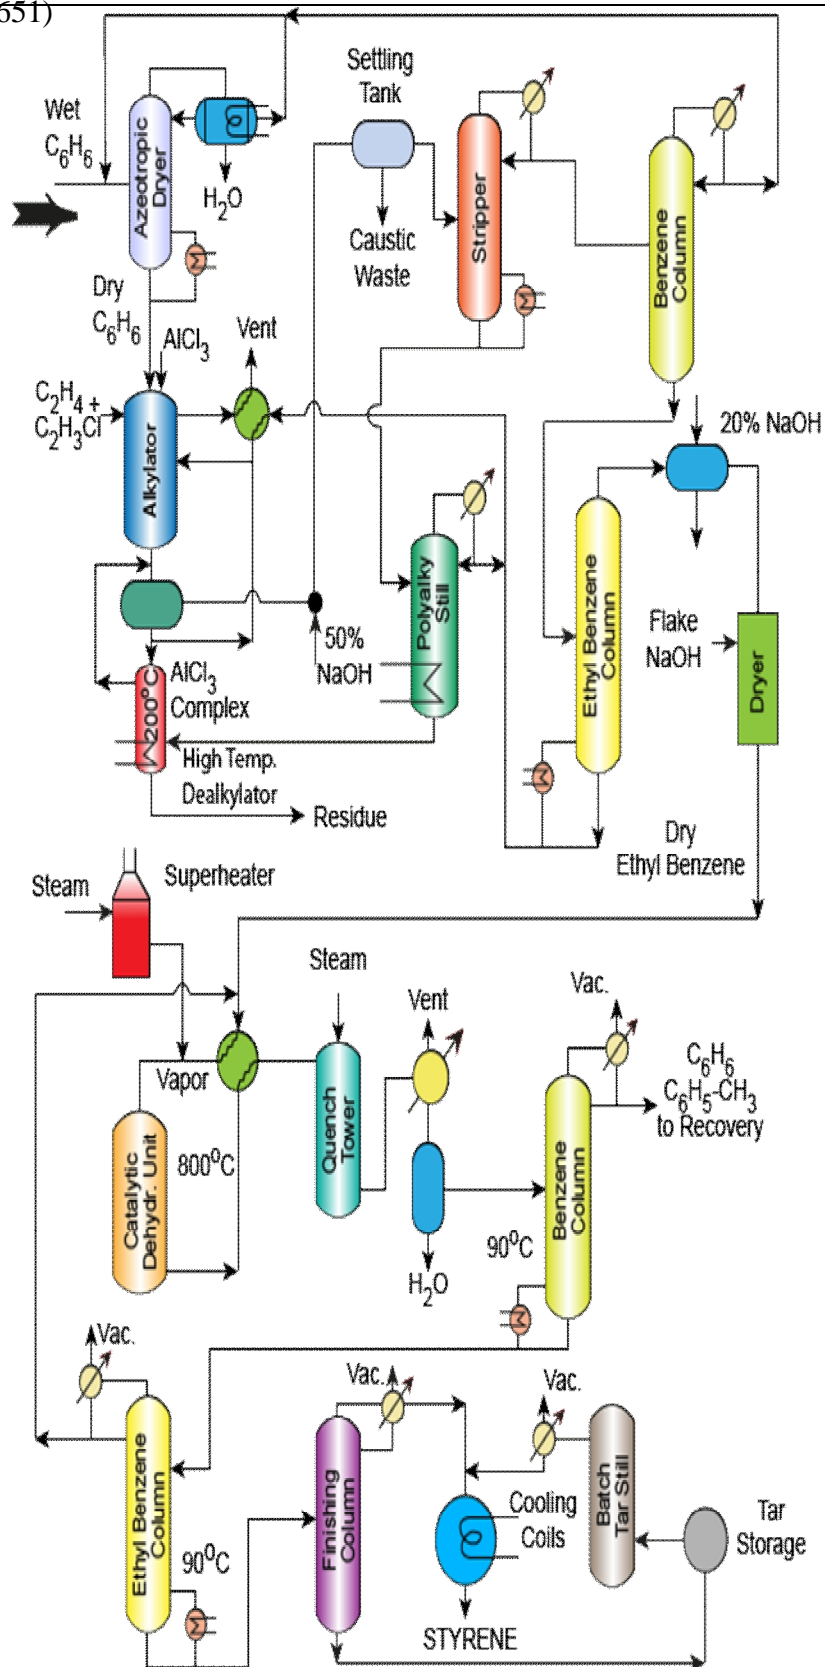 651)
Settling
Tank
Wet
C6H6
Azeotropic
Dryer
H2O
Caustic
Waste
Stripper
Benzene
Column
Dry
C6H6
AlCl3
Vent
C2H4 +
C2H3Cl
Alkylator
20% NaOH
Polyalky
Still
Ethyl Benzene
Column
Flake
NaOH
Dryer
50%
NaOH
200°C
AlCl3
Complex
High Temp.
Dealkylator
Residue
Dry
Ethyl Benzene
Steam
Superheater
Steam
Vent
Vac.
Vapor
C6H6
C6H5-CH3
to Recovery
Catalytic
Dehydr. Unit
800°C
Quench
Tower
Benzene
Column
90°C
H2O
Vac.
Vac.
Vac.
Ethyl Benzene
Column
90°C
Finishing
Column
Cooling
Coils
Batch
Tar Still
Tar
Storage
STYRENE